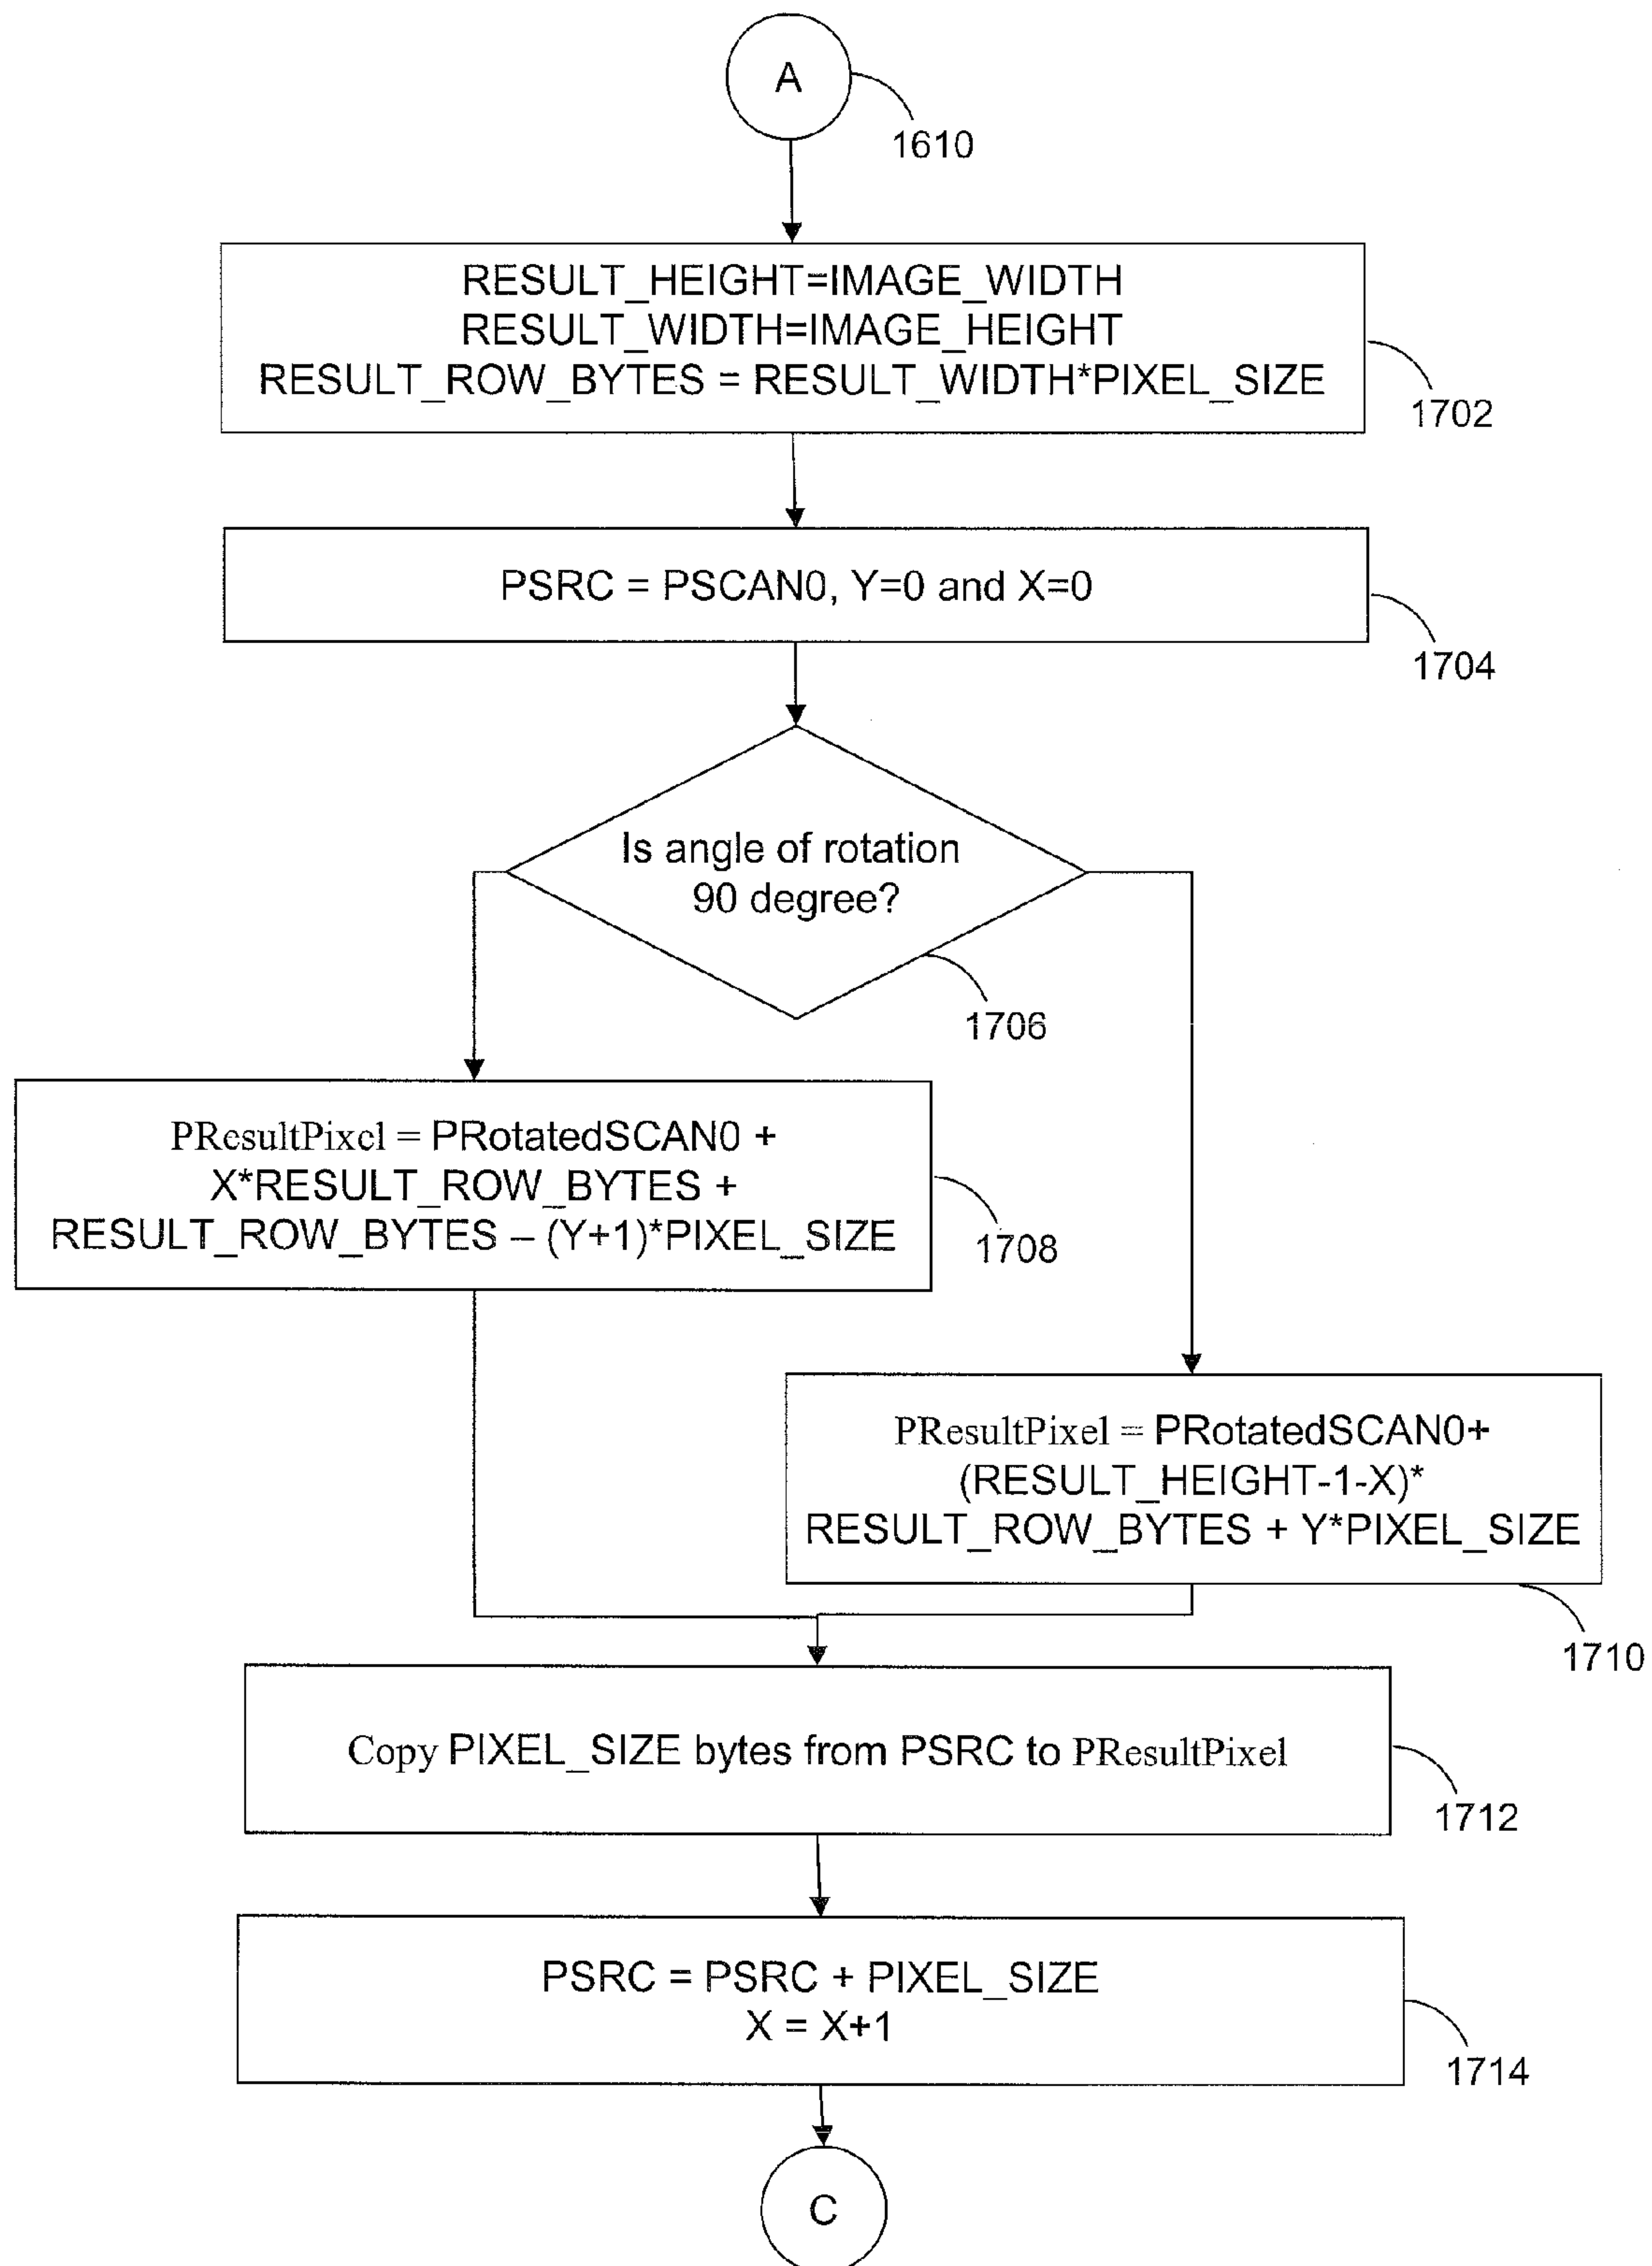 A
1610
RESULT_HEIGHT=IMAGE_WIDTH
RESULT_WIDTH=IMAGE_HEIGHT
RESULT_ROW_BYTES = RESULT_WIDTH*PIXEL_SIZE
1702
PSRC = PSCAN0, Y=0 and X=0
1704
Is angle of rotation
90 degree?
1706
PResultPixel = PRotatedSCAN0 +
X*RESULT_ROW_BYTES +
RESULT_ROW_BYTES – (Y+1)*PIXEL_SIZE
1708
PResultPixel = PRotatedSCAN0+
(RESULT_HEIGHT-1-X)*
RESULT_ROW_BYTES + Y*PIXEL_SIZE
1710
Copy PIXEL_SIZE bytes from PSRC to PResultPixel
1712
PSRC = PSRC + PIXEL_SIZE
X = X+1
1714
C